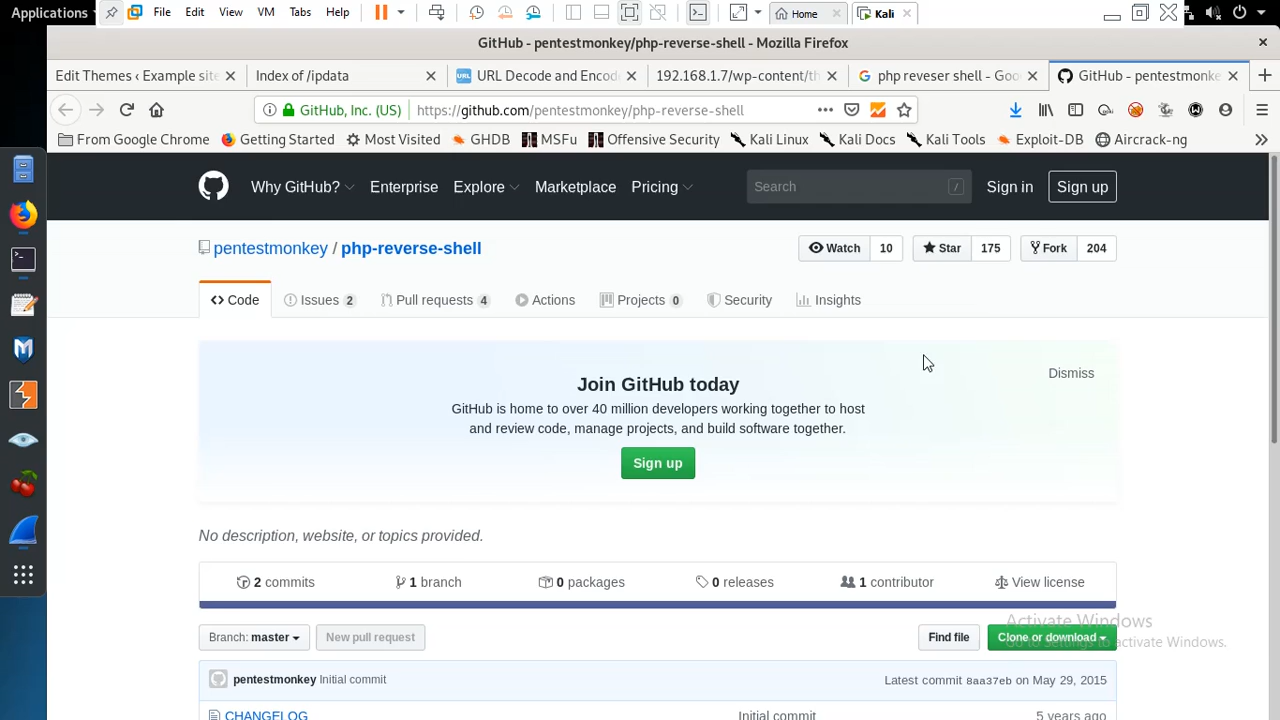 Applications File Edit View VM Tabs Help Home Kali
GitHub - pentestmonkey/php-reverse-shell - Mozilla Firefox
Edit Themes ‹ Example site Index of /ipdata URL Decode and Encode 192.168.1.7/wp-content/th php reveser shell - Goo GitHub - pentestmonke
GitHub, Inc. (US) https://github.com/pentestmonkey/php-reverse-shell
From Google Chrome Getting Started Most Visited GHDB MSFu Offensive Security Kali Linux Kali Docs Kali Tools Exploit-DB Aircrack-ng
Why GitHub? Enterprise Explore Marketplace Pricing Search / Sign in Sign up
pentestmonkey / php-reverse-shell Watch 10 Star 175 Fork 204
Code Issues 2 Pull requests 4 Actions Projects 0 Security Insights
Join GitHub today
Dismiss
GitHub is home to over 40 million developers working together to host
and review code, manage projects, and build software together.
Sign up
No description, website, or topics provided.
2 commits 1 branch 0 packages 0 releases 1 contributor View license
Activate Windows
Branch: master New pull request Find file Clone or download
Go to Settings to activate Windows.
pentestmonkey Initial commit Latest commit 8aa37eb on May 29, 2015
CHANGELOG Initial commit 5 years ago